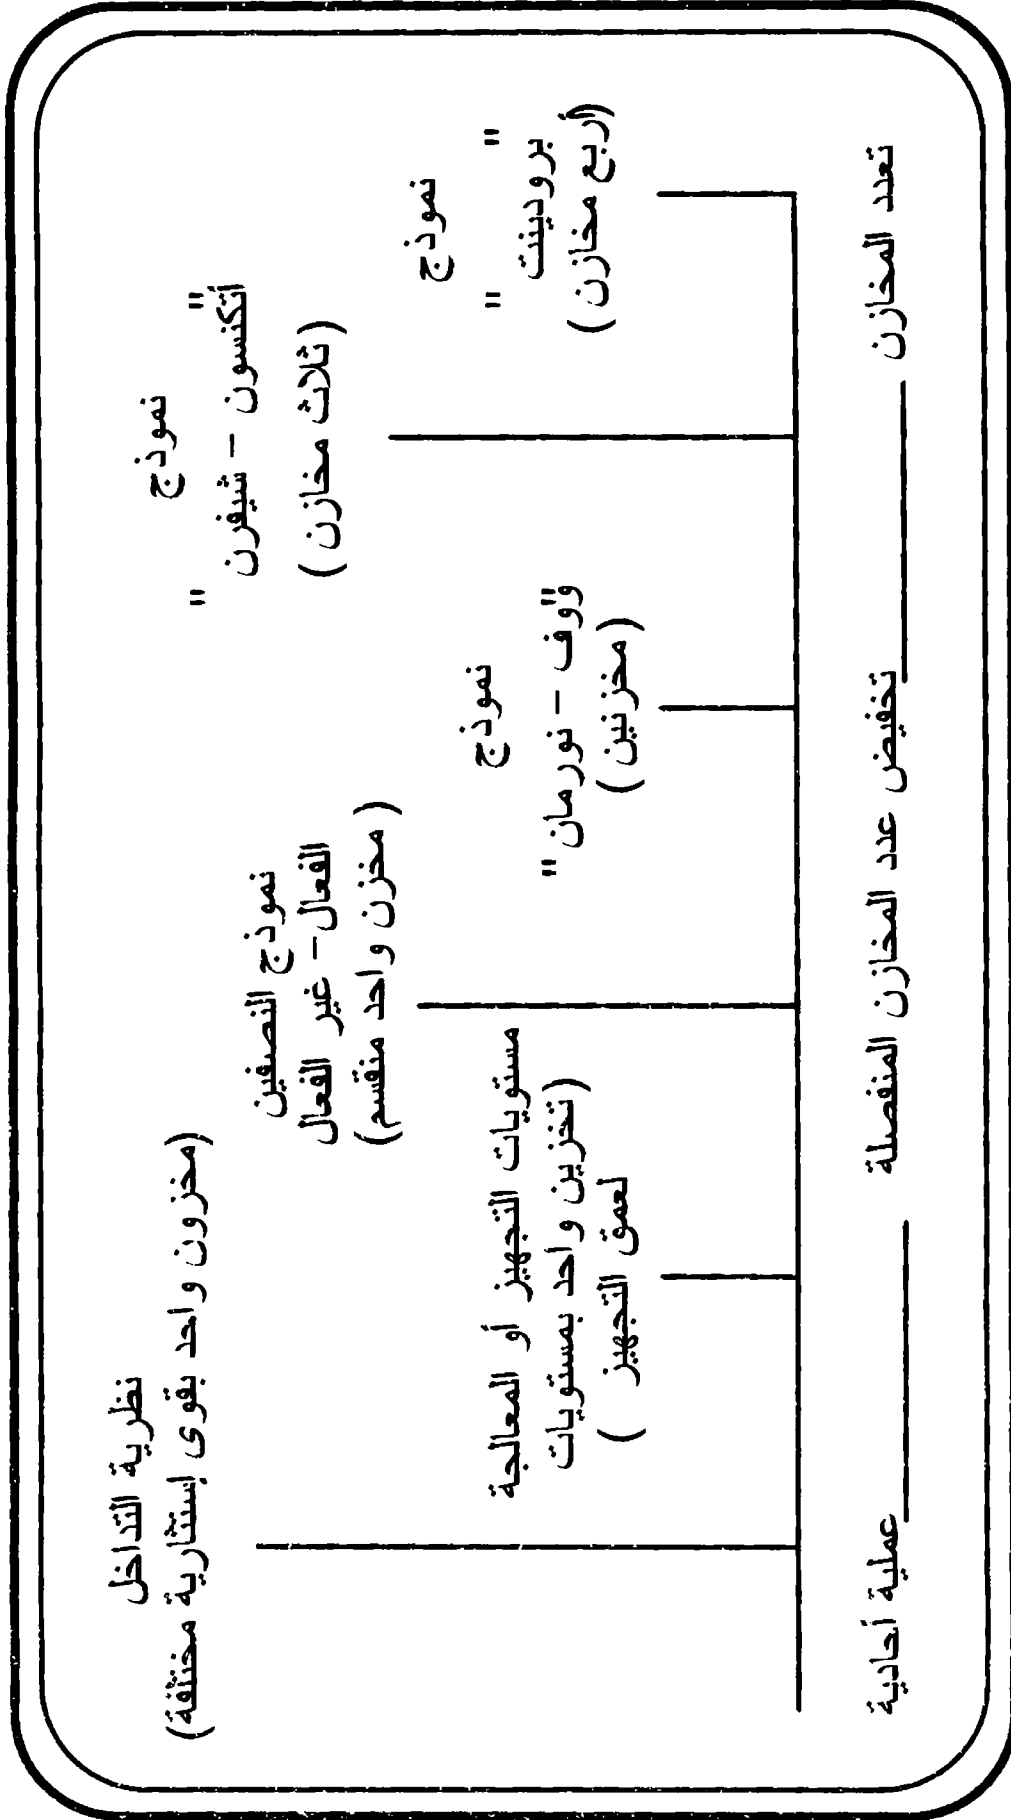 نموذج
" برودينت "
(أربع مخازن )
نموذج
" أتكنسون - شيفرن "
(ثلاث مخازن )
نموذج
"ووف - نورمان"
(مخزنين )
نموذج النصفين
الفعال - غير الفعال
( مخزن واحد منقسم)
مستويات التجهيز أو المعالجة
(تخزين واحد بمستويات
لعمق التجهيز )
نظرية التداخل
(مخزون واحد بقوى إستثارية مختلفة)
تعدد المخازن تخفيض عدد المخازن المنفصلة عملية أحادية